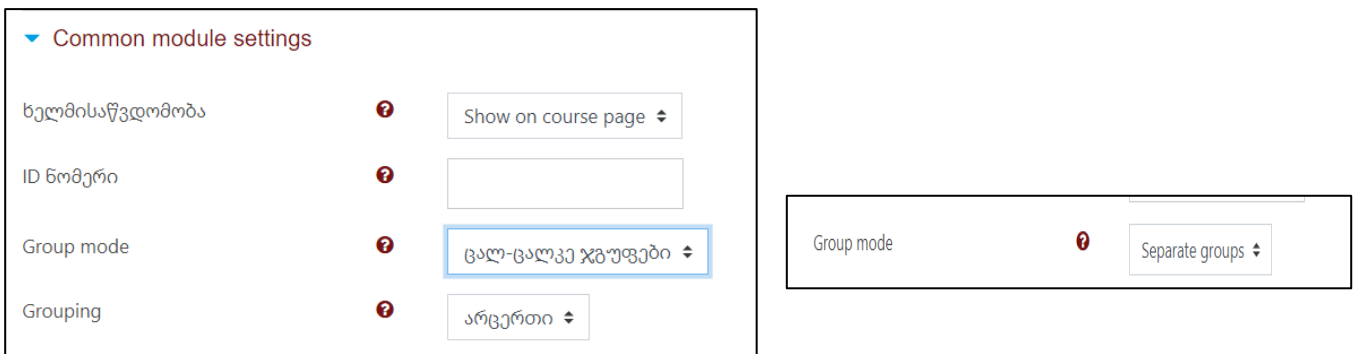 Common module settings
ხელმისაწვდომობა
Show on course page
ID ნომერი
Group mode
ცალ-ცალკე ჯგუფები
Grouping
არცერთი
Group mode
Separate groups